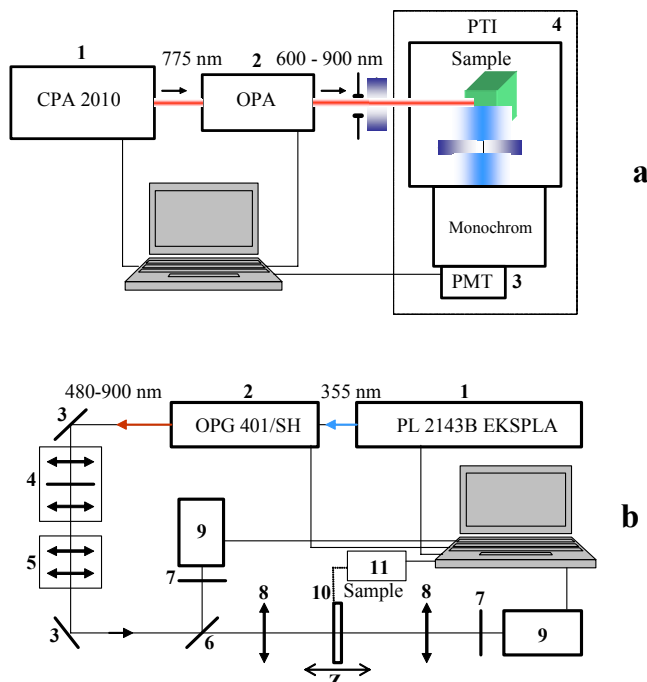 1
775 nm
2
600 - 900 nm
PTI
4
CPA 2010
OPA
Sample
a
Monochrom
PMT
3
480-900 nm
2
355 nm
1
3
OPG 401/SH
PL 2143B EKSPLA
4
9
b
5
7
11
10
Sample
8
8
7
3
6
9
Z